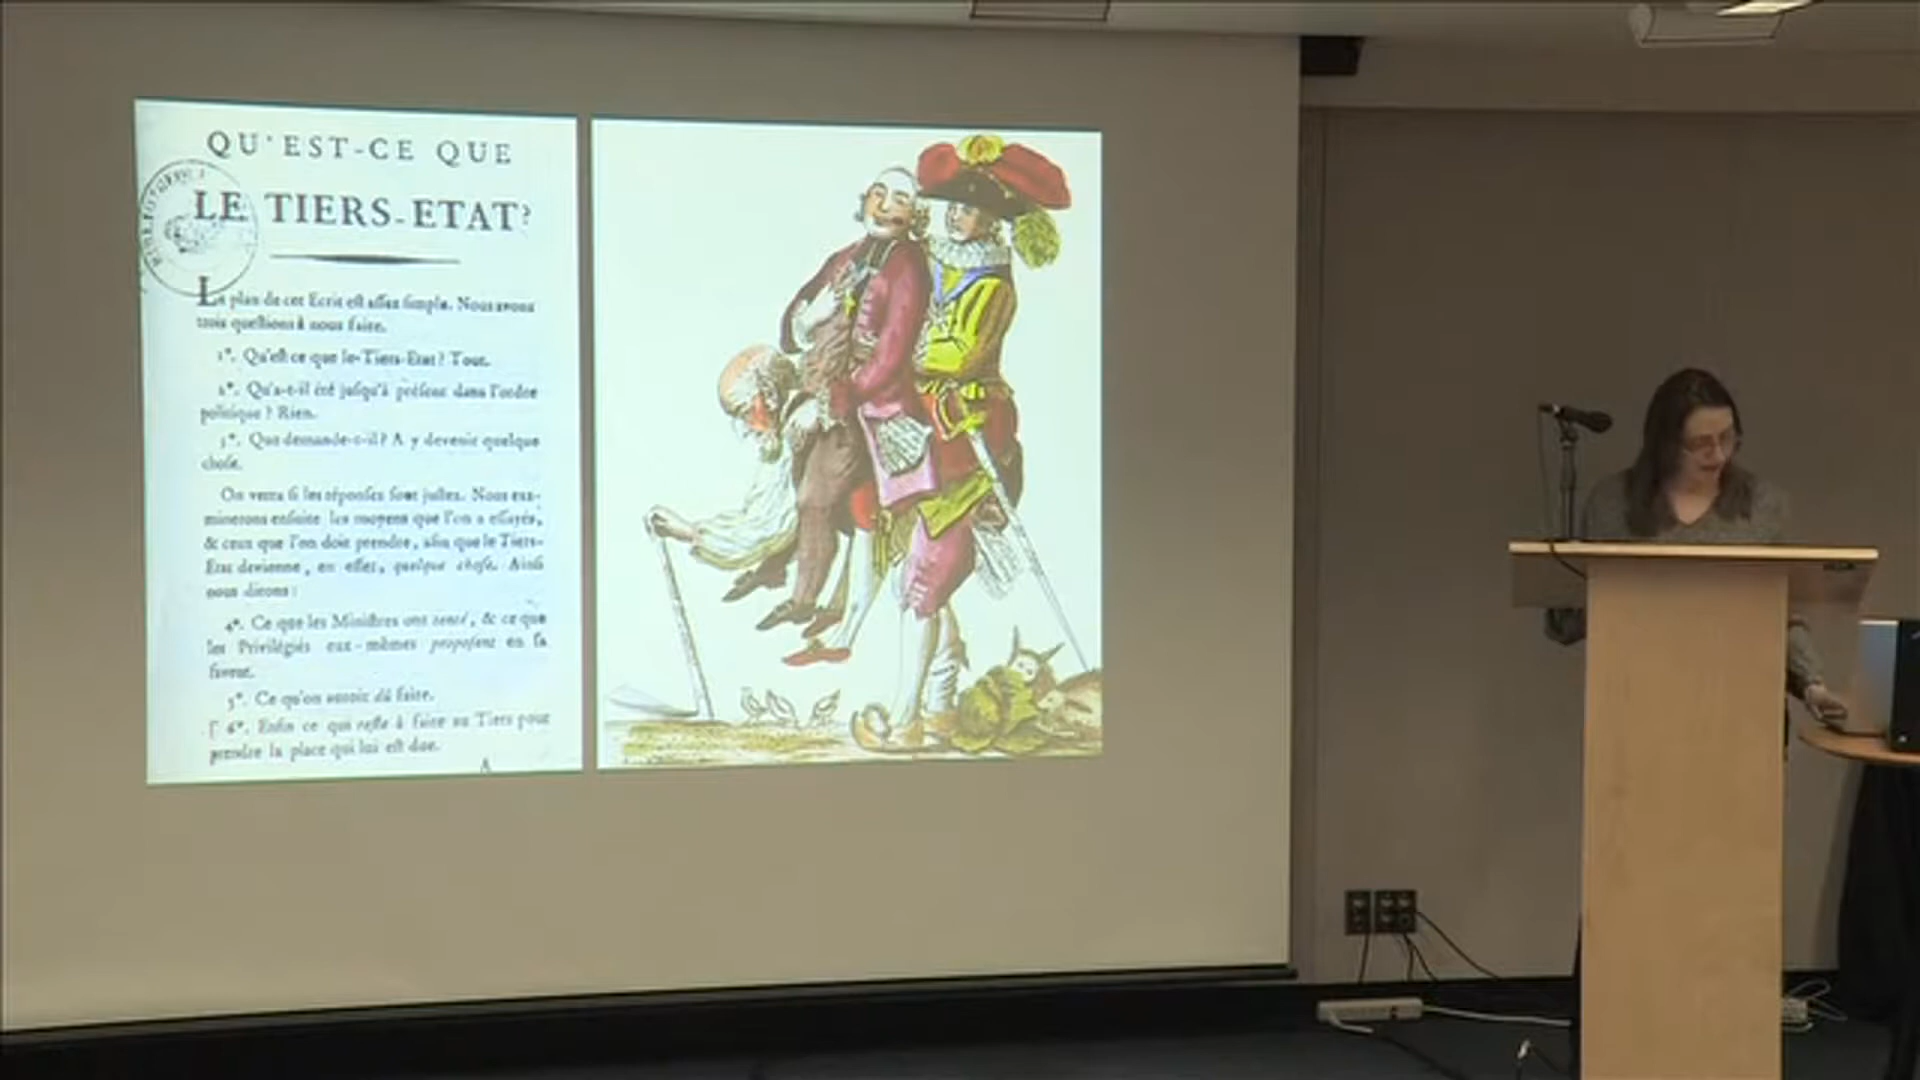 QU'EST-CE QUE
LE TIERS-ETAT?
Le plan de cet Ecrit est assez simple. Nous avons
trois questions à nous faire.
1°. Qu'est ce que le Tiers-Etat? Tout.
2°. Qu'a-t-il été jusqu'à présent dans l'ordre
politique? Rien.
3°. Que demande-t-il? A y devenir quelque
chose.
On verra si les réponses sont justes. Nous exa-
minerons ensuite les moyens que l'on a essayés,
& ceux que l'on doit prendre, afin que le Tiers-
Etat devienne, en effet, quelque chose. Ainsi
nous dirons:
4°. Ce que les Ministres ont tenté, & ce que
les Privilégiés eux-mêmes proposent en sa
faveur.
5°. Ce qu'on auroit dû faire.
6°. Enfin ce qui reste à faire au Tiers pour
prendre la place qui lui est due.
A